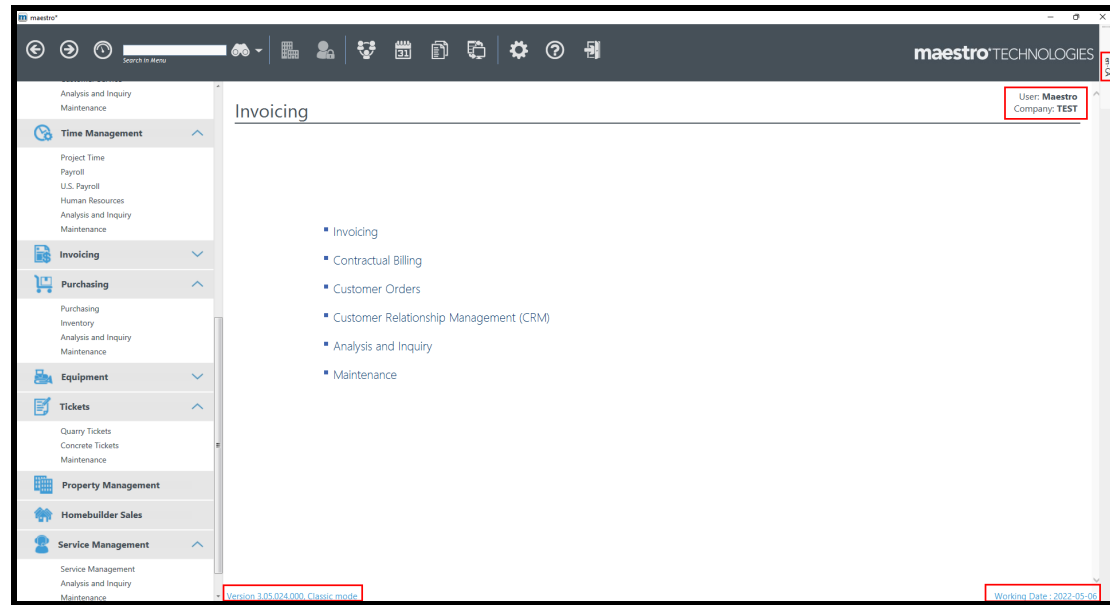 maestro*
Search in Menu
31
maestro*TECHNOLOGIES
Analysis and Inquiry
Maintenance
Time Management
Project Time
Payroll
U.S. Payroll
Human Resources
Analysis and Inquiry
Maintenance
Invoicing
Purchasing
Purchasing
Inventory
Analysis and Inquiry
Maintenance
Equipment
Tickets
Quarry Tickets
Concrete Tickets
Maintenance
Property Management
Homebuilder Sales
Service Management
Service Management
Analysis and Inquiry
Maintenance
Invoicing
User: Maestro
Company: TEST
Invoicing
Contractual Billing
Customer Orders
Customer Relationship Management (CRM)
Analysis and Inquiry
Maintenance
Version 3.05.024.000, Classic mode
Working Date : 2022-05-06